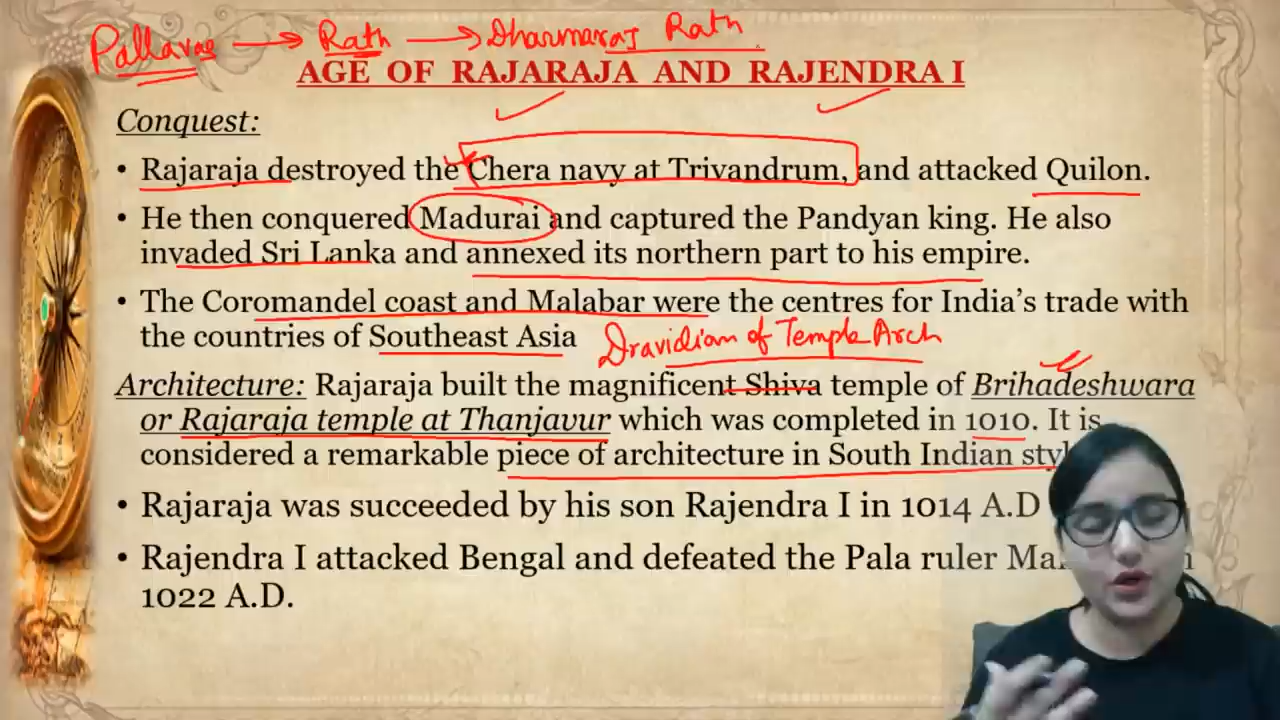 Pallavas → Rath → Dharmaraj Rath
AGE OF RAJARAJA AND RAJENDRA I
Conquest:
• Rajaraja destroyed the Chera navy at Trivandrum, and attacked Quilon.
• He then conquered Madurai and captured the Pandyan king. He also
invaded Sri Lanka and annexed its northern part to his empire.
• The Coromandel coast and Malabar were the centres for India's trade with
the countries of Southeast Asia
Dravidian of Temple Arch
Architecture: Rajaraja built the magnificent Shiva temple of Brihadeshwara
or Rajaraja temple at Thanjavur which was completed in 1010. It is
considered a remarkable piece of architecture in South Indian
• Rajaraja was succeeded by his son Rajendra I in 1014 A.D
• Rajendra I attacked Bengal and defeated the Pala ruler
1022 A.D.